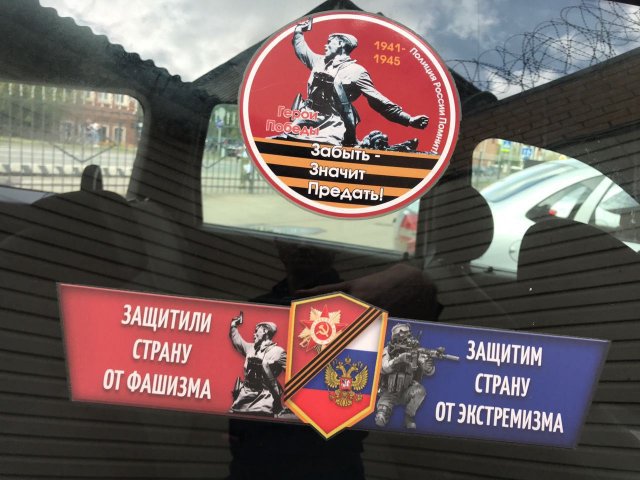 1941-
1945
Полиция России Помнит!
Герои
Победы
Забыть -
Значит
Предать!
ЗАЩИТИЛИ
СТРАНУ
ОТ ФАШИЗМА
ЗАЩИТИМ
СТРАНУ
ОТ ЭКСТРЕМИЗМА